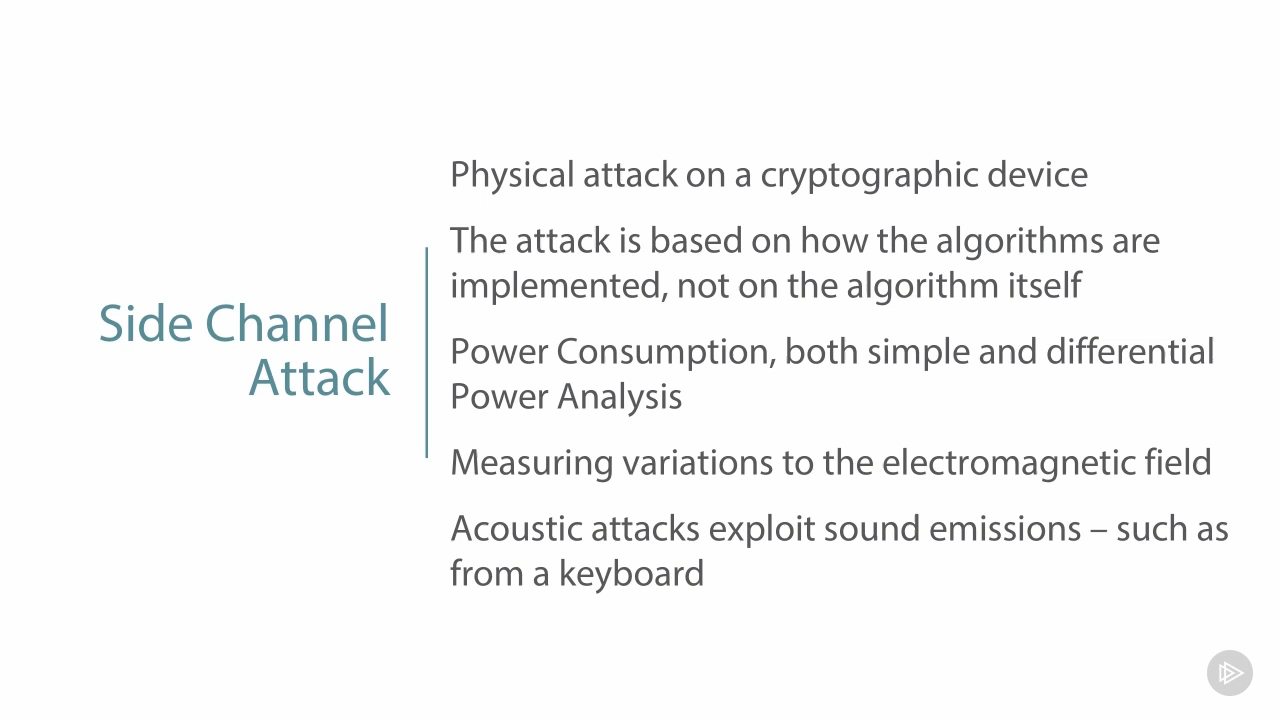 Side Channel
Attack
Physical attack on a cryptographic device
The attack is based on how the algorithms are
implemented, not on the algorithm itself
Power Consumption, both simple and differential
Power Analysis
Measuring variations to the electromagnetic field
Acoustic attacks exploit sound emissions – such as
from a keyboard